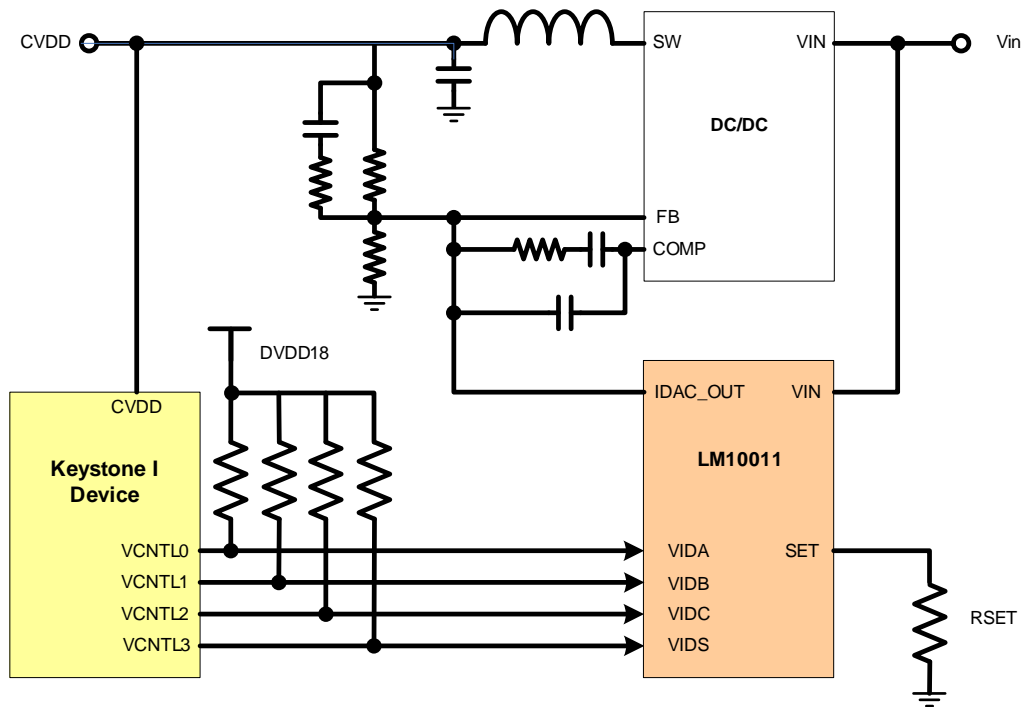 CVDD
SW
VIN
Vin
DC/DC
FB
COMP
DVDD18
CVDD
IDAC_OUT
VIN
Keystone I
Device
LM10011
VCNTL0
VIDA
SET
VCNTL1
VIDB
VCNTL2
VIDC
RSET
VCNTL3
VIDS